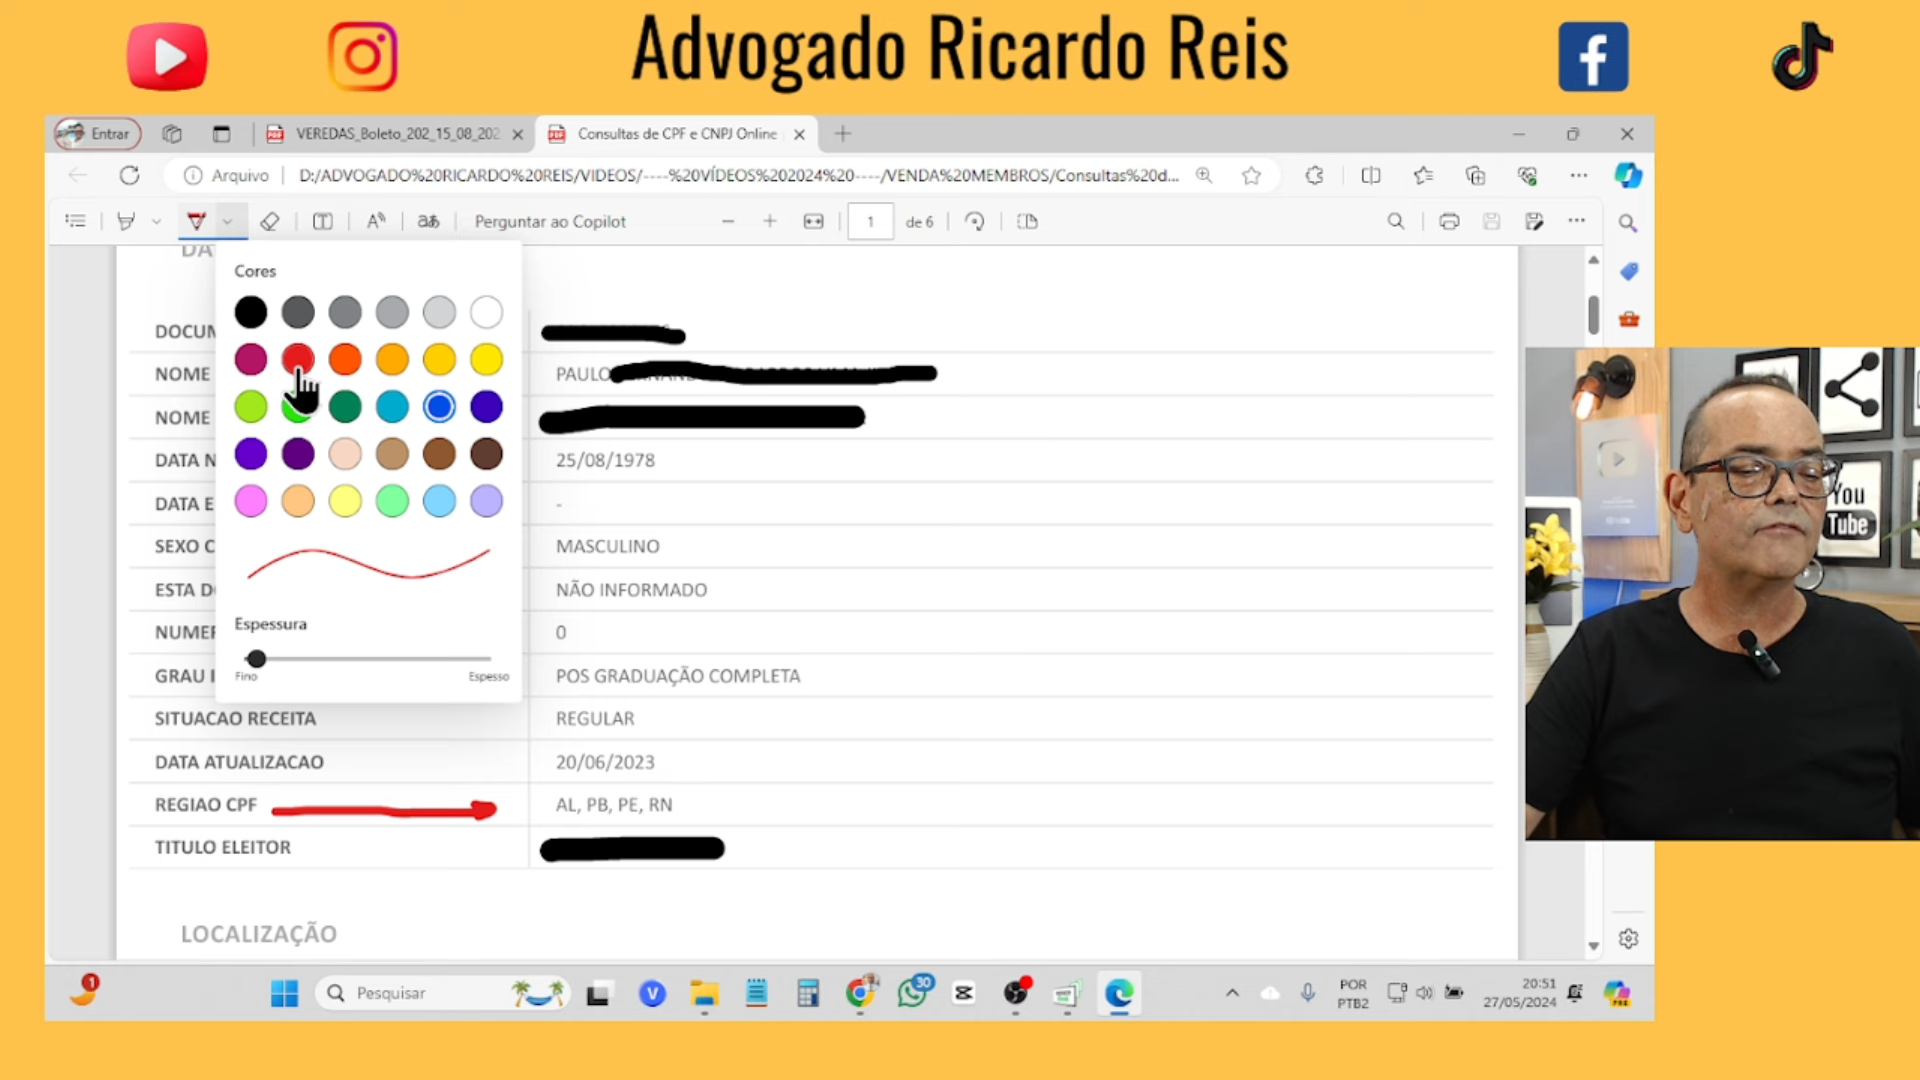 Advogado Ricardo Reis
Entrar
VEREDAS_Boleto_202_15_08_202
Consultas de CPF e CNPJ Online
Arquivo
D:/ADVOGADO%20RICARDO%20REIS/VIDEOS/----%20VÍDEOS%202024%20----/VENDA%20MEMBROS/Consultas%20d...
Perguntar ao Copilot
1
de 6
Cores
DOCUM
NOME
PAULO
NOME
DATA N
25/08/1978
DATA E
-
SEXO C
MASCULINO
ESTA DO
NÃO INFORMADO
NUMER
0
GRAU I
POS GRADUAÇÃO COMPLETA
Espessura
Fino
Espesso
SITUACAO RECEITA
REGULAR
DATA ATUALIZACAO
20/06/2023
REGIAO CPF
AL, PB, PE, RN
TITULO ELEITOR
LOCALIZAÇÃO
You
Tube
1
Pesquisar
V
30
POR
PTB2
20:51
27/05/2024